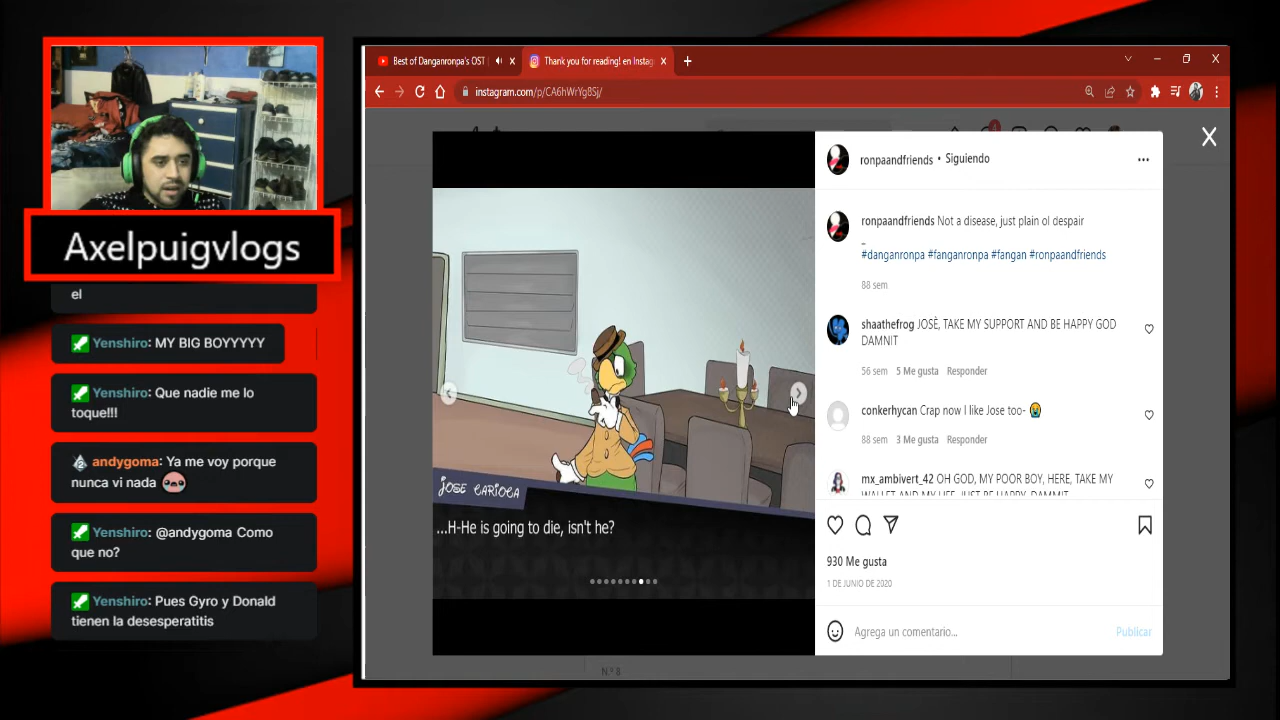 Axelpuigvlogs
el
Yenshiro: MY BIG BOYYYYY
Yenshiro: Que nadie me lo
toque!!!
andygoma: Ya me voy porque
nunca vi nada
Yenshiro: @andygoma Como
que no?
Yenshiro: Pues Gyro y Donald
tienen la desesperatitis
Best of Danganronpa's OST
Thank you for reading! en Instag
instagram.com/p/CA6hWrYgBSj/
JOSE CARIOCA
...H-He is going to die, isn't he?
ronpaandfriends • Siguiendo
ronpaandfriends Not a disease, just plain ol despair
_
#danganronpa #fanganronpa #fangan #ronpaandfriends
88 sem
shaathefrog JOSÈ, TAKE MY SUPPORT AND BE HAPPY GOD
DAMNIT
56 sem 5 Me gusta Responder
conkerhycan Crap now I like Jose too-
88 sem 3 Me gusta Responder
mx_ambivert_42 OH GOD, MY POOR BOY, HERE, TAKE MY
WALLET AND MY LIFE, JUST BE HAPPY, DAMMIT
930 Me gusta
1 DE JUNIO DE 2020
Agrega un comentario...
Publicar
N.º 8